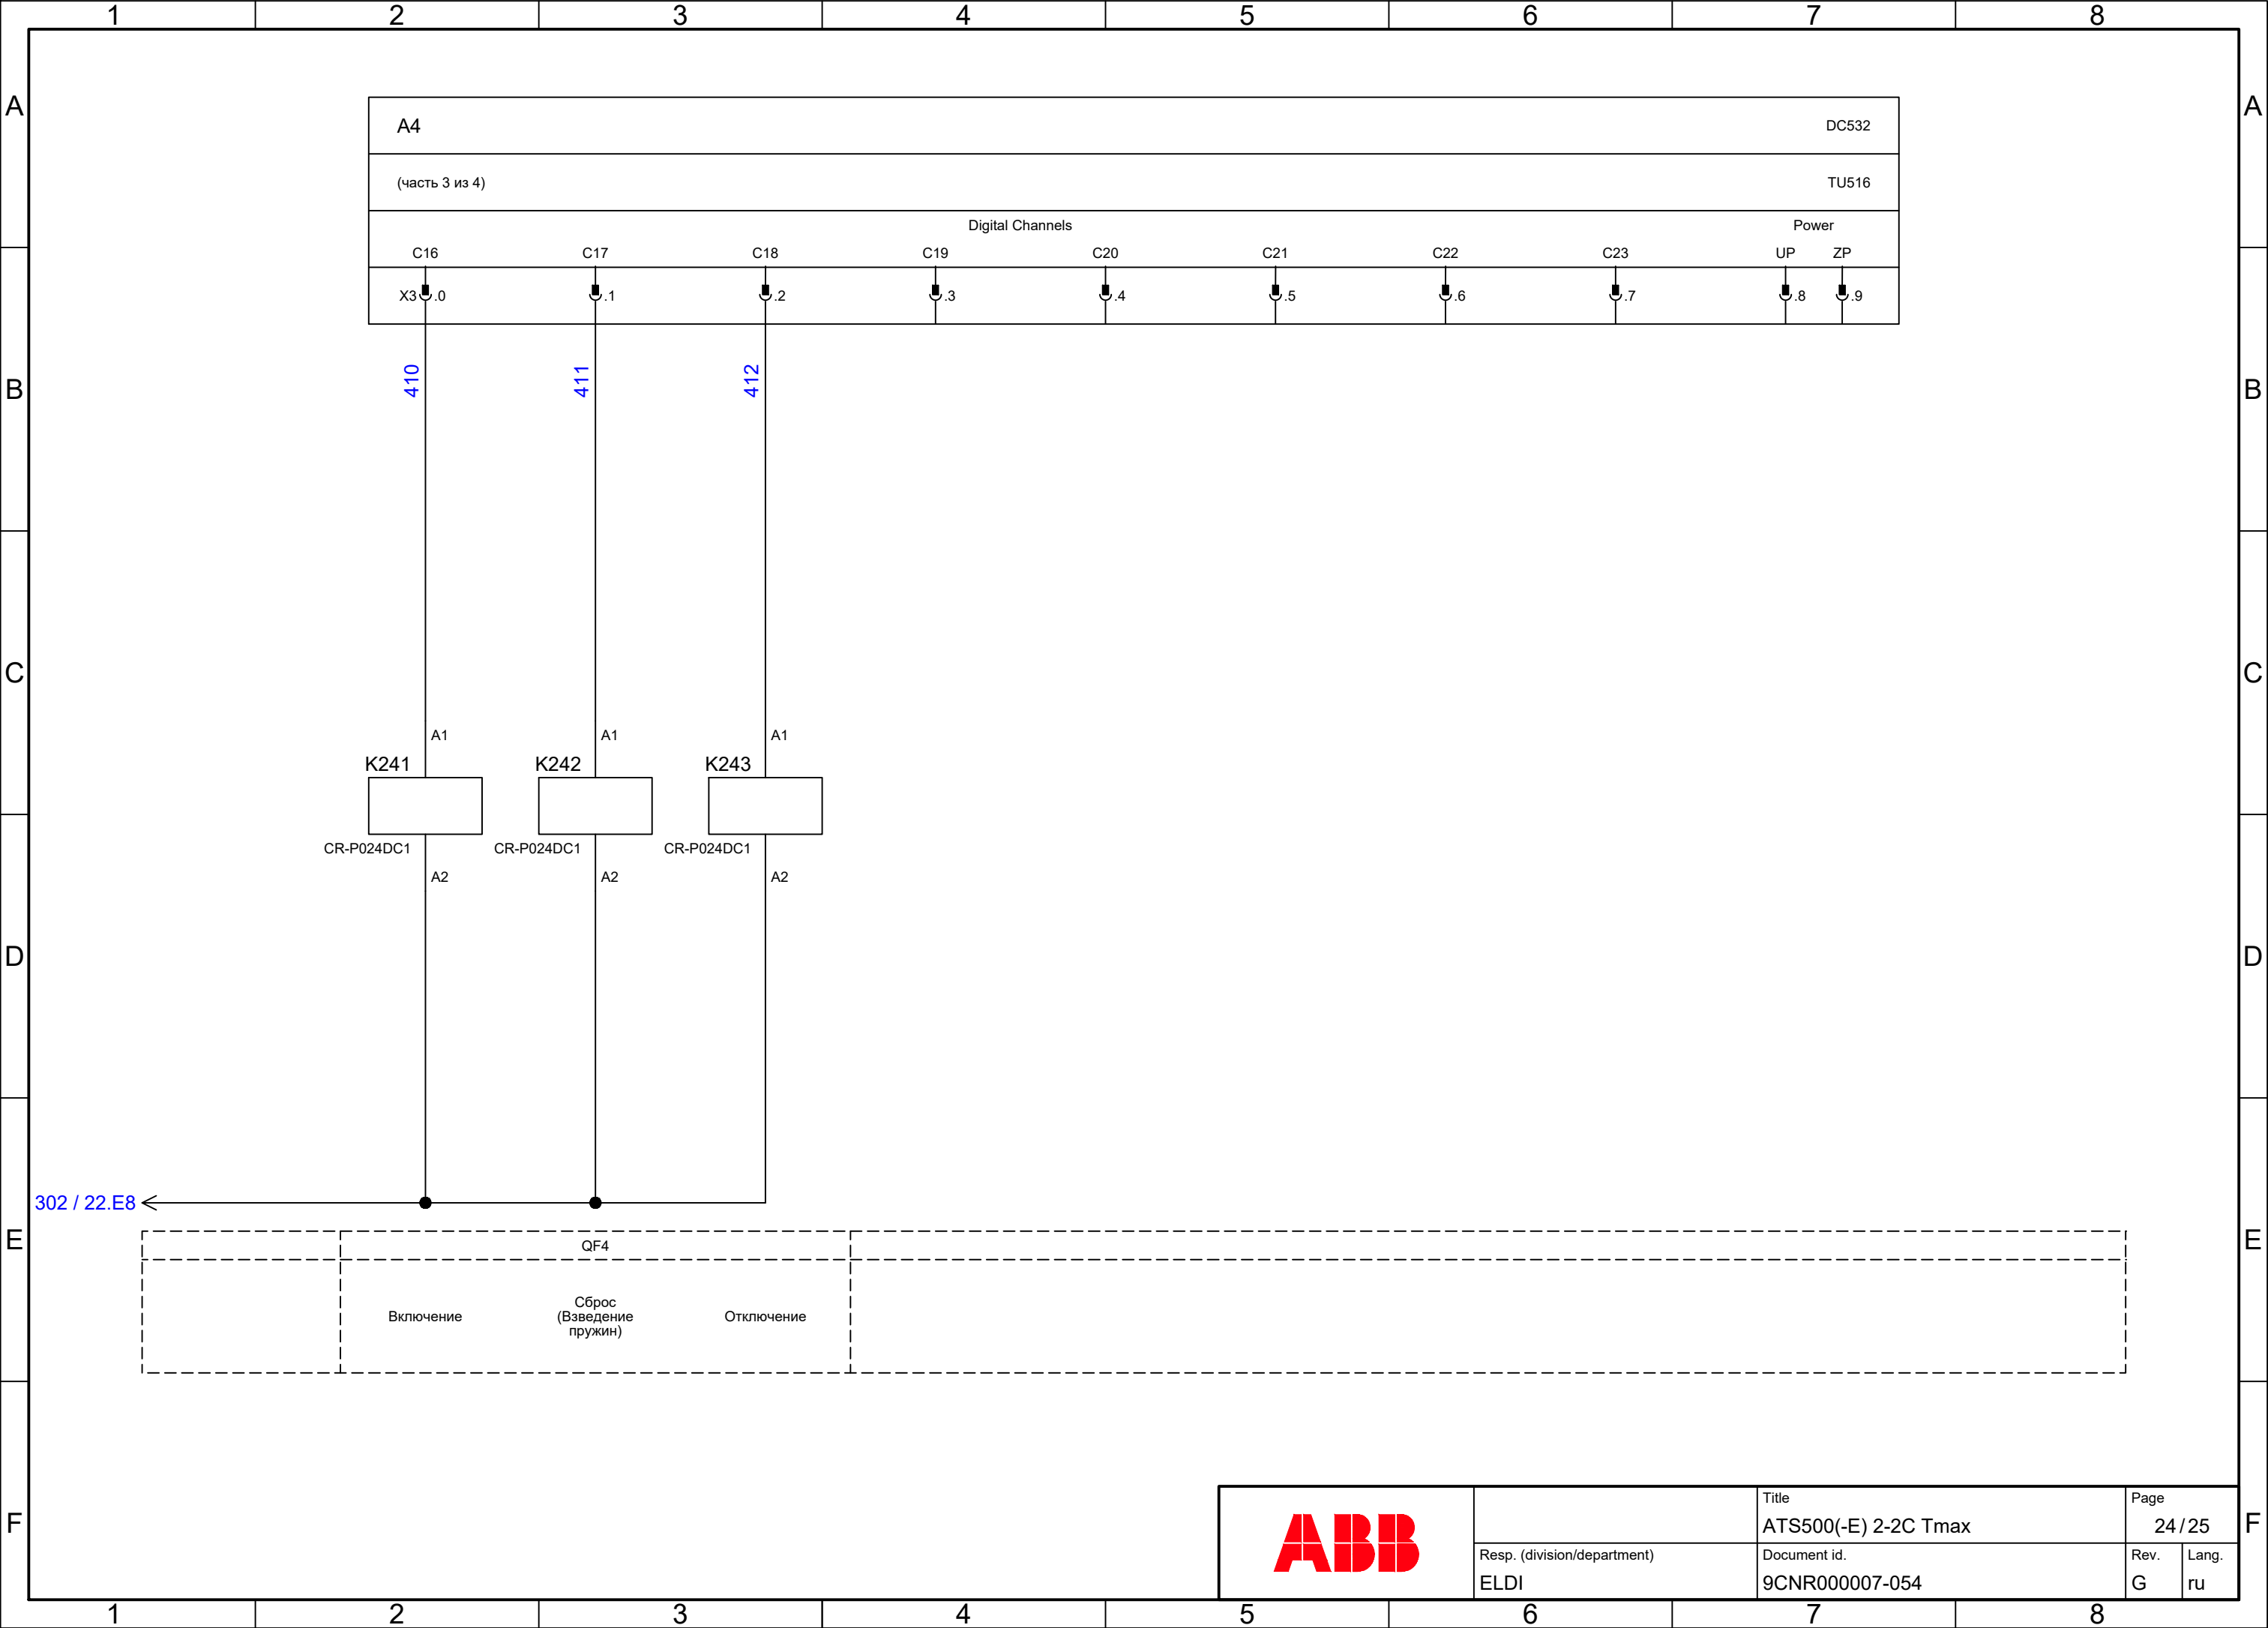 1 2 3 4 5 6 7 8
A A
A4 DC532
(часть 3 из 4) TU516
Digital Channels Power
C16 C17 C18 C19 C20 C21 C22 C23 UP ZP
X3 .0 .1 .2 .3 .4 .5 .6 .7 .8 .9
B B
410 411 412
C C
A1 A1 A1
K241 K242 K243
CR-P024DC1 CR-P024DC1 CR-P024DC1
A2 A2 A2
D D
302 / 22.E8
E E
QF4
Включение
Сброс
(Взведение
пружин)
Отключение
F F
ABB
Title
ATS500(-E) 2-2C Tmax
Page
24/25
Resp. (division/department)
ELDI
Document id.
9CNR000007-054
Rev.
G
Lang.
ru
1 2 3 4 5 6 7 8